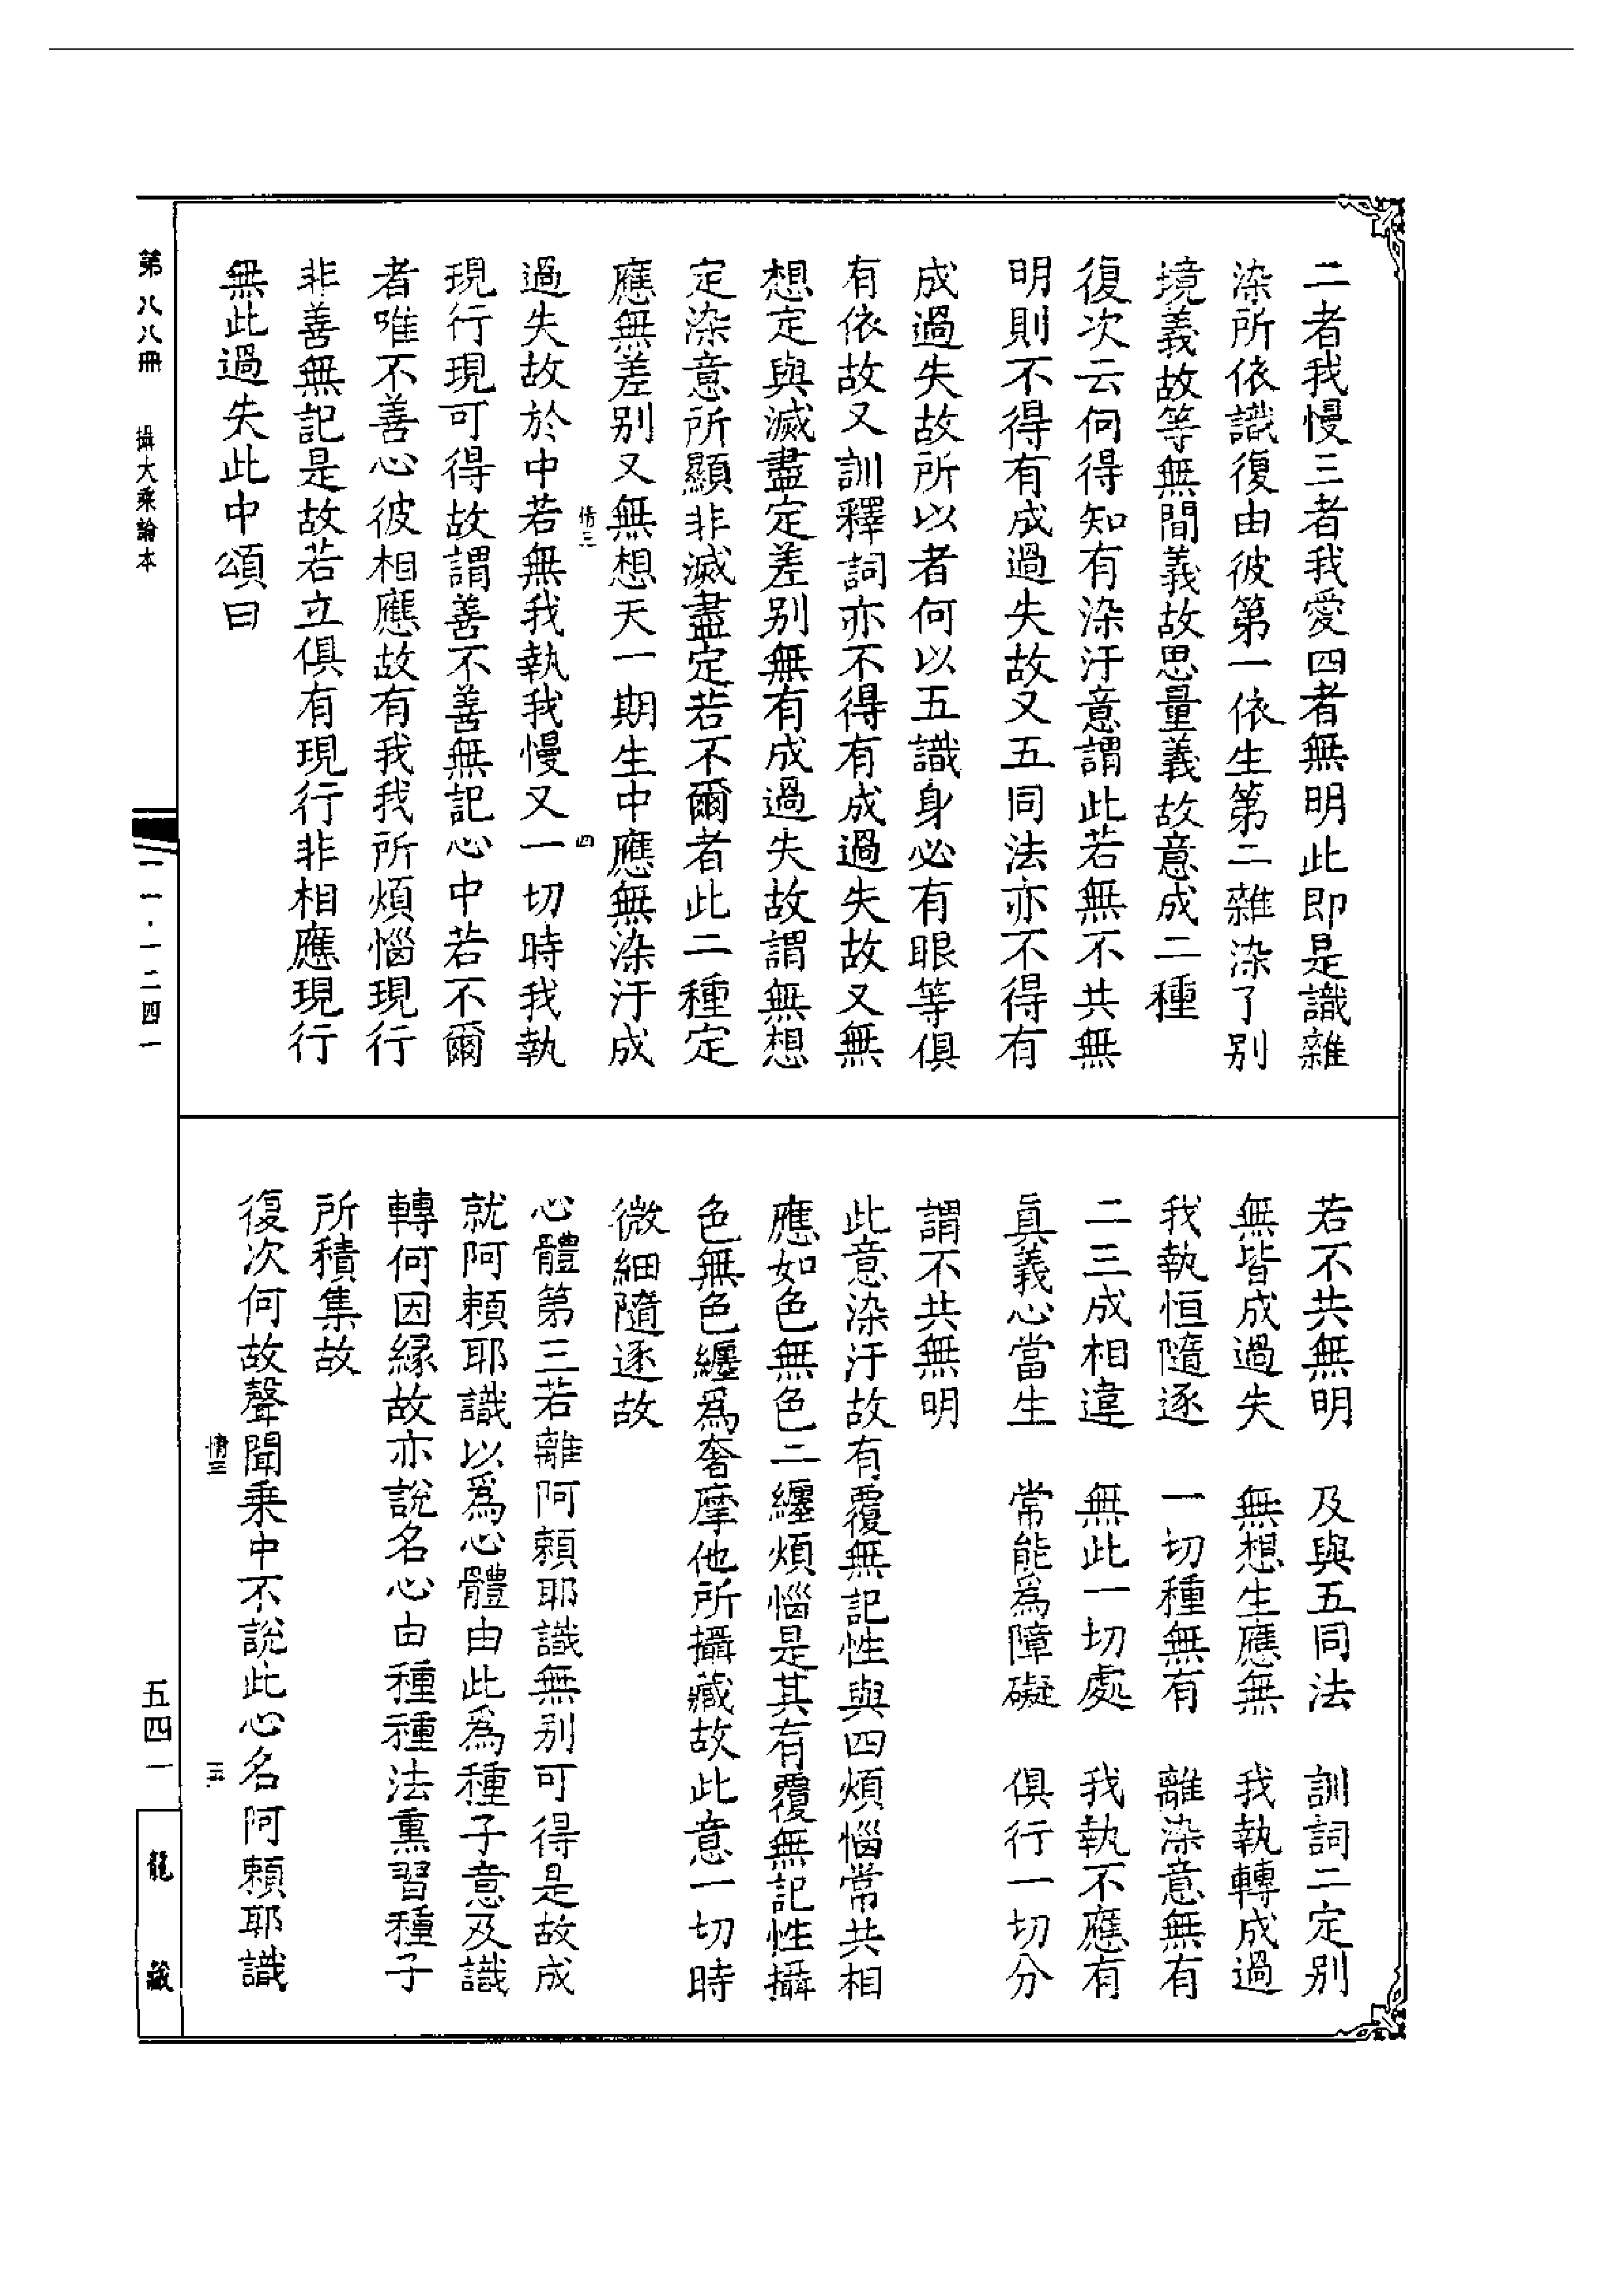 二者我慢三者我愛四者無明此即是識雜
染所依識復由彼第一依生第二雜染了别
境義故等無間義故思量義故意成二種
復次云何得知有染汙意謂此若無不共無
明則不得有成過失故又五同法亦不得有
成過失故所以者何以五識身必有眼等俱
有依故又訓釋詞亦不得有成過失故又無
想定與滅盡定差别無有成過失故謂無想
定染意所顯非滅盡定若不爾者此二種定
應無差别又無想天一期生中應無染汙成
情三
四
過失故於中若無我執我慢又一切時我執
現行現可得故謂善不善無記心中若不爾
者唯不善心彼相應故有我我所煩惱現行
非善無記是故若立俱有現行非相應現行
無此過失此中頌曰
若不共無明　及與五同法　訓詞二定别
無皆成過失　無想生應無　我執轉成過
我執恒隨逐　一切種無有　離染意無有
二三成相違　無此一切處　我執不應有
真義心當生　常能爲障礙　俱行一切分
謂不共無明
此意染汙故有覆無記性與四煩惱常共相
應如色無色二纏煩惱是其有覆無記性攝
色無色纏爲奢摩他所攝藏故此意一切時
微細隨逐故
心體第三若離阿賴耶識無别可得是故成
就阿賴耶識以爲心體由此爲種子意及識
轉何因緣故亦說名心由種種法熏習種子
所積集故
復次何故聲聞乘中不說此心名阿賴耶識
情三
五
第八八冊　攝大乘論本
一一·一二四一
五四一
龍藏